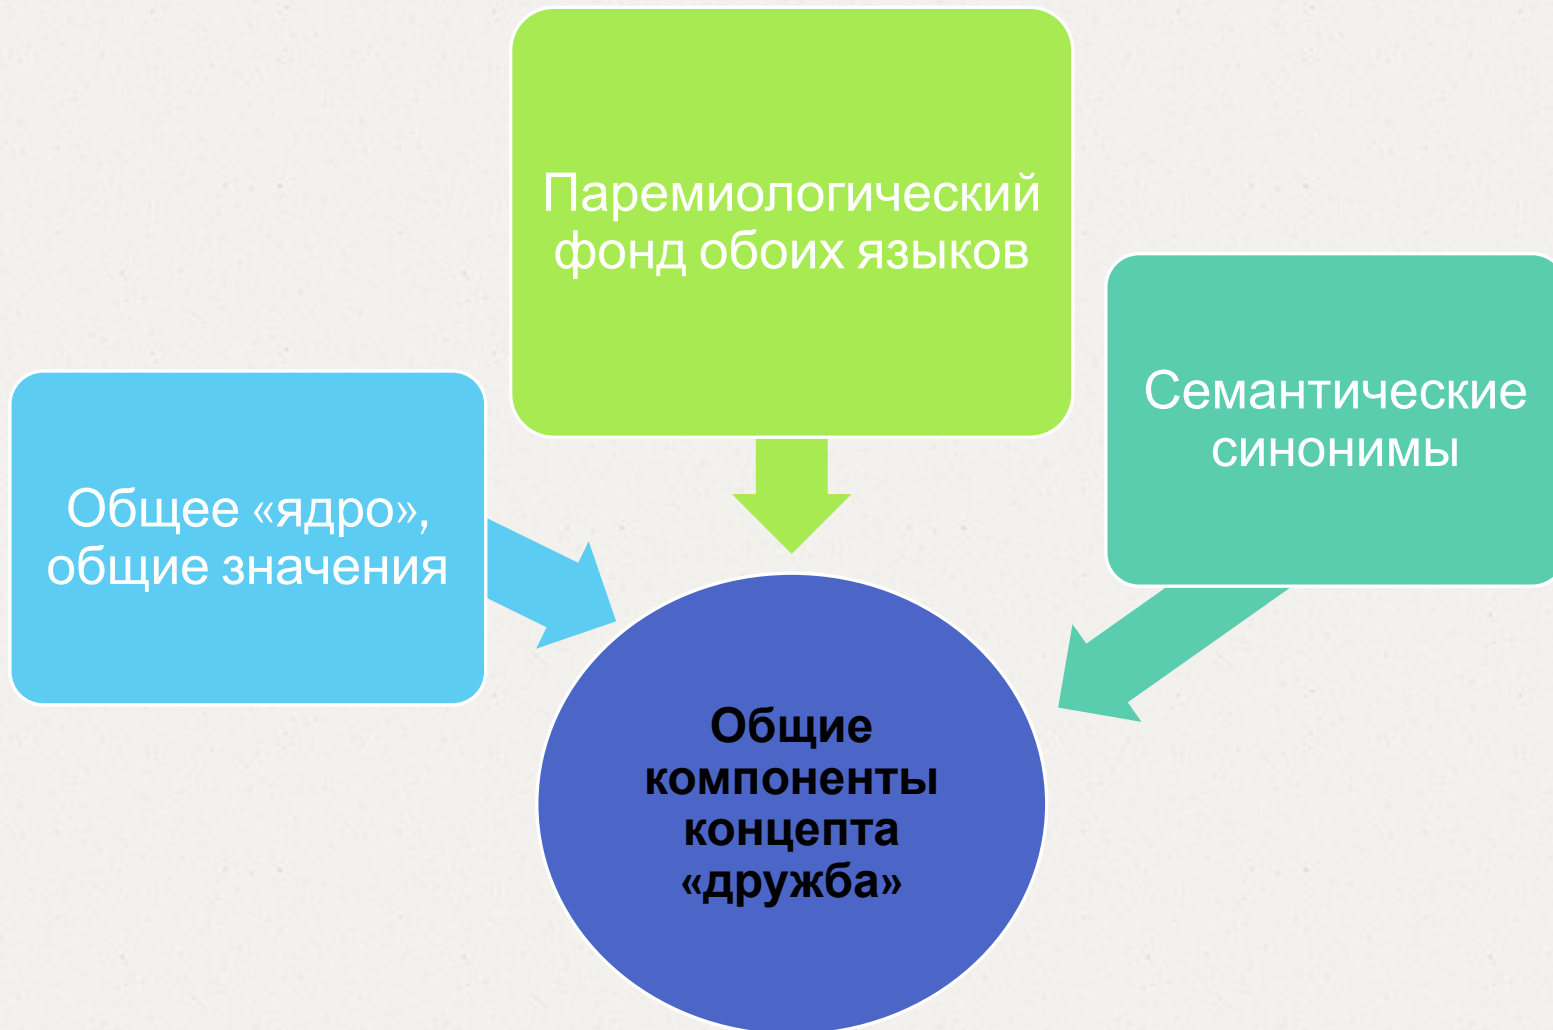 Паремиологический
фонд обоих языков
Семантические
синонимы
Общее «ядро»,
общие значения
Общие
компоненты
концепта
«дружба»